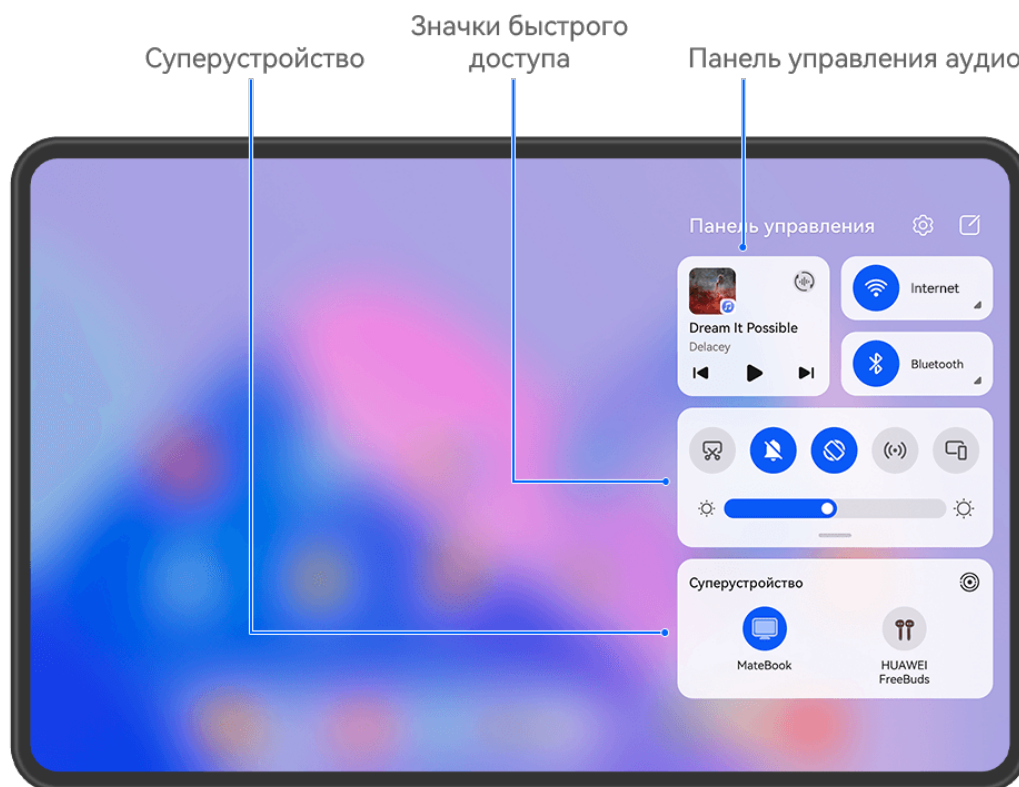 Значки быстрого
доступа
Суперустройство
Панель управления аудио
Панель управления
Dream It Possible
Delacey
Internet
Bluetooth
Суперустройство
MateBook
HUAWEI
FreeBuds